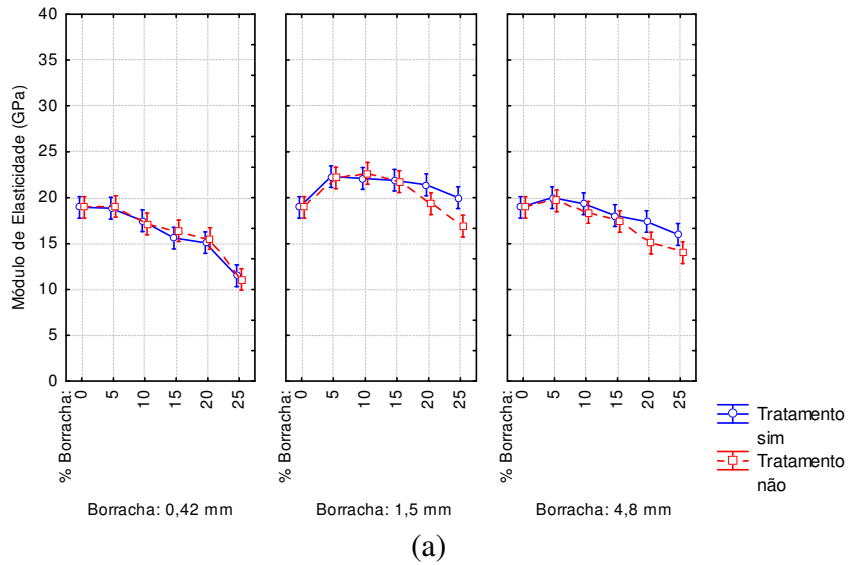 Módulo de Elasticidade (GPa)
40
35
30
25
20
15
10
5
0
% Borracha:
0
5
10
15
20
25
Borracha: 0,42 mm
% Borracha:
0
5
10
15
20
25
Borracha: 1,5 mm
% Borracha:
0
5
10
15
20
25
Borracha: 4,8 mm
Tratamento
sim
Tratamento
não
(a)